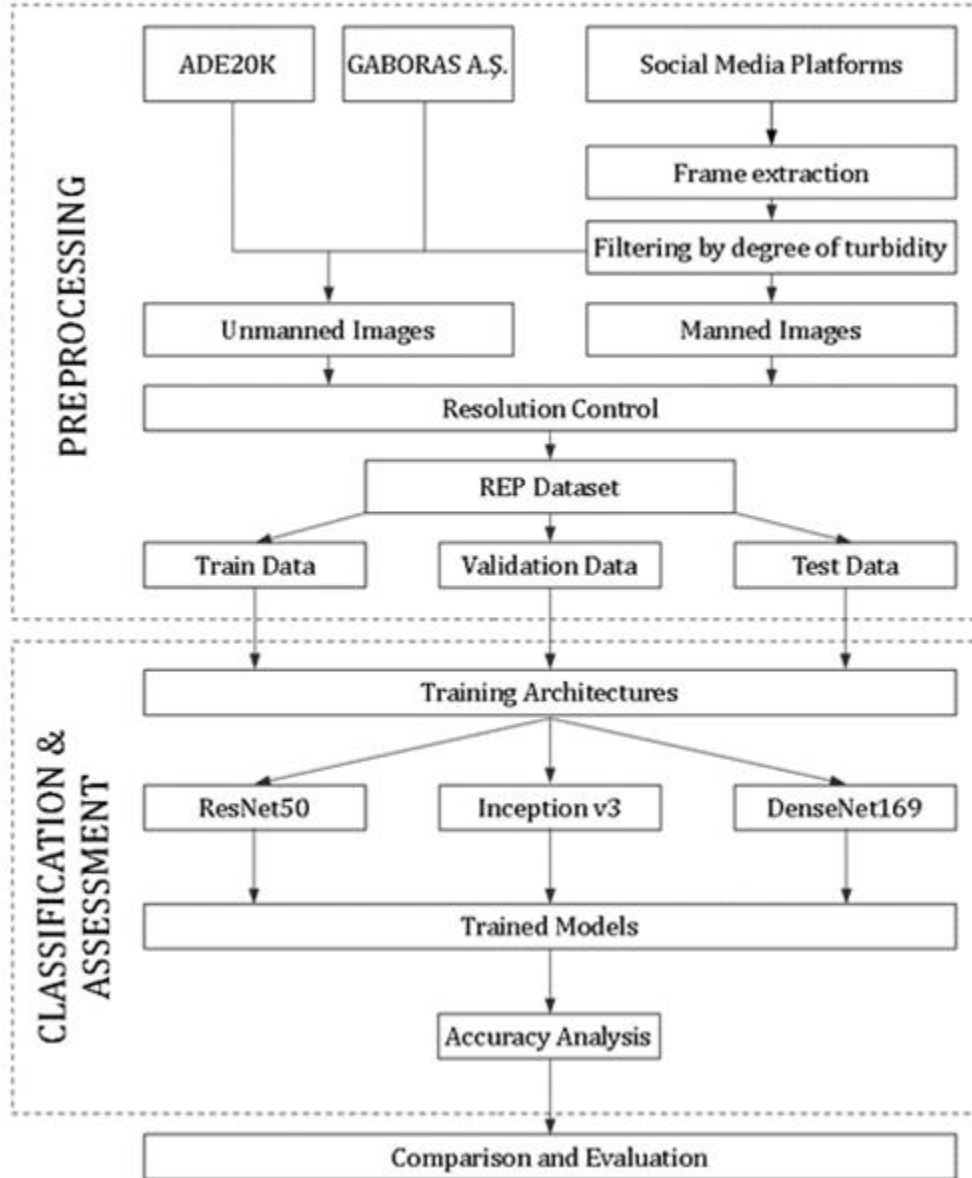 PREPROCESSING
ADE20K
GABORAS A.Ş.
Social Media Platforms
Frame extraction
Filtering by degree of turbidity
Unmanned Images
Manned Images
Resolution Control
REP Dataset
Train Data
Validation Data
Test Data
CLASSIFICATION &
ASSESSMENT
Training Architectures
ResNet50
Inception v3
DenseNet169
Trained Models
Accuracy Analysis
Comparison and Evaluation